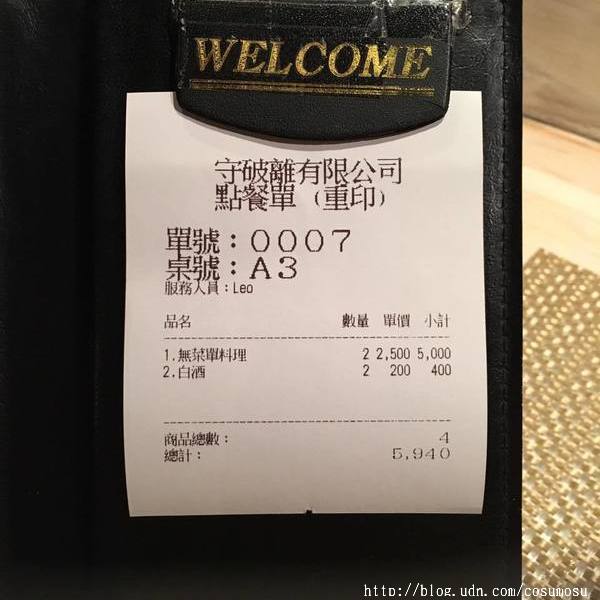 WELCOME
守破離有限公司
點餐單（重印）
單號：0007
桌號：A3
服務人員：Leo
品名 數量 單價 小計
1.無菜單料理 2 2,500 5,000
2.白酒 2 200 400
商品總數： 4
總計： 5,940
http://blog.udn.com/cosumosu